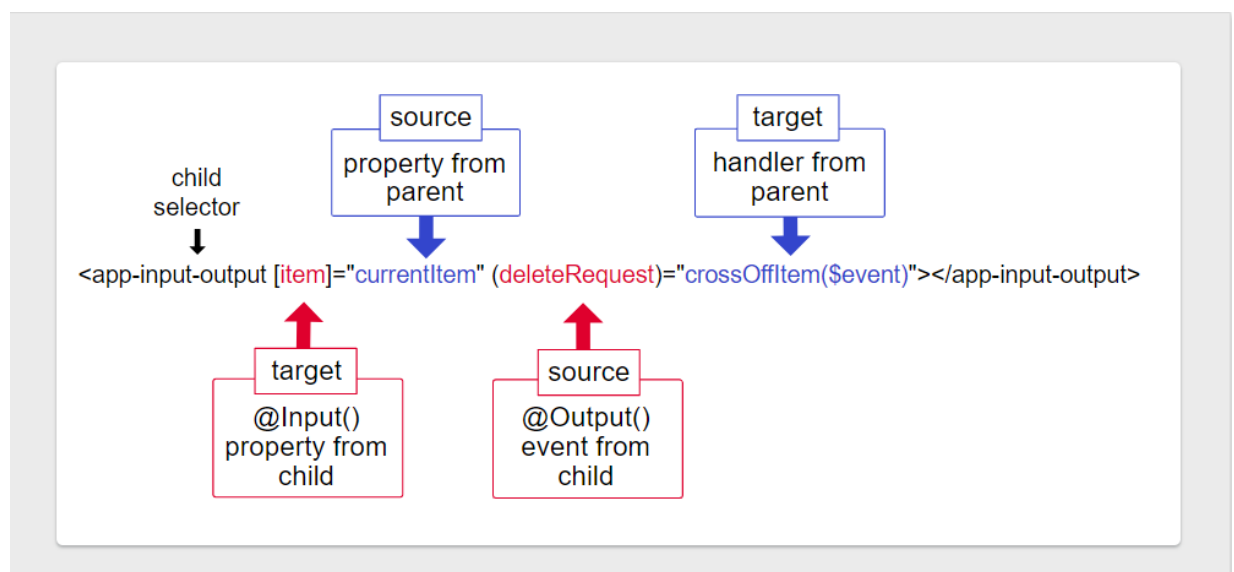 source
property from
parent
target
handler from
parent
child
selector
<app-input-output [item]="currentItem" (deleteRequest)="crossOffItem($event)"></app-input-output>
target
@Input()
property from
child
source
@Output()
event from
child